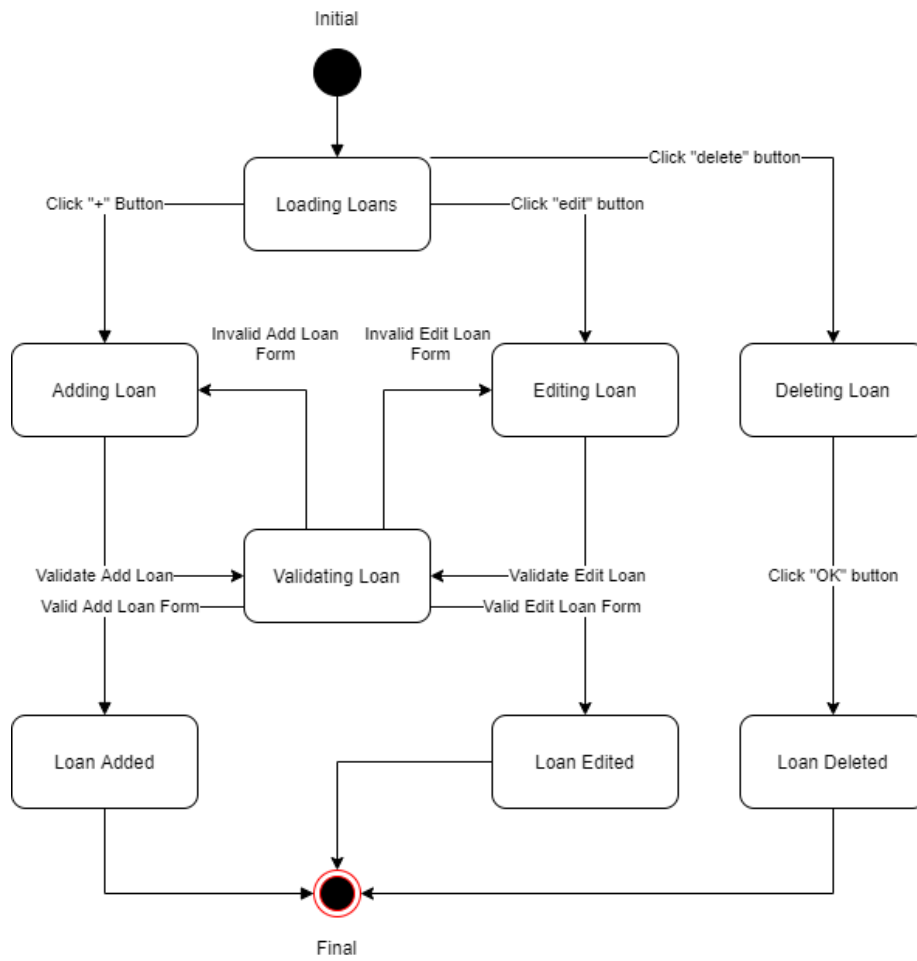 Initial
Click "delete" button
Loading Loans
Click "+" Button
Click "edit" button
Invalid Add Loan
Form
Invalid Edit Loan
Form
Adding Loan
Editing Loan
Deleting Loan
Validate Add Loan
Validating Loan
Validate Edit Loan
Click "OK" button
Valid Add Loan Form
Valid Edit Loan Form
Loan Added
Loan Edited
Loan Deleted
Final